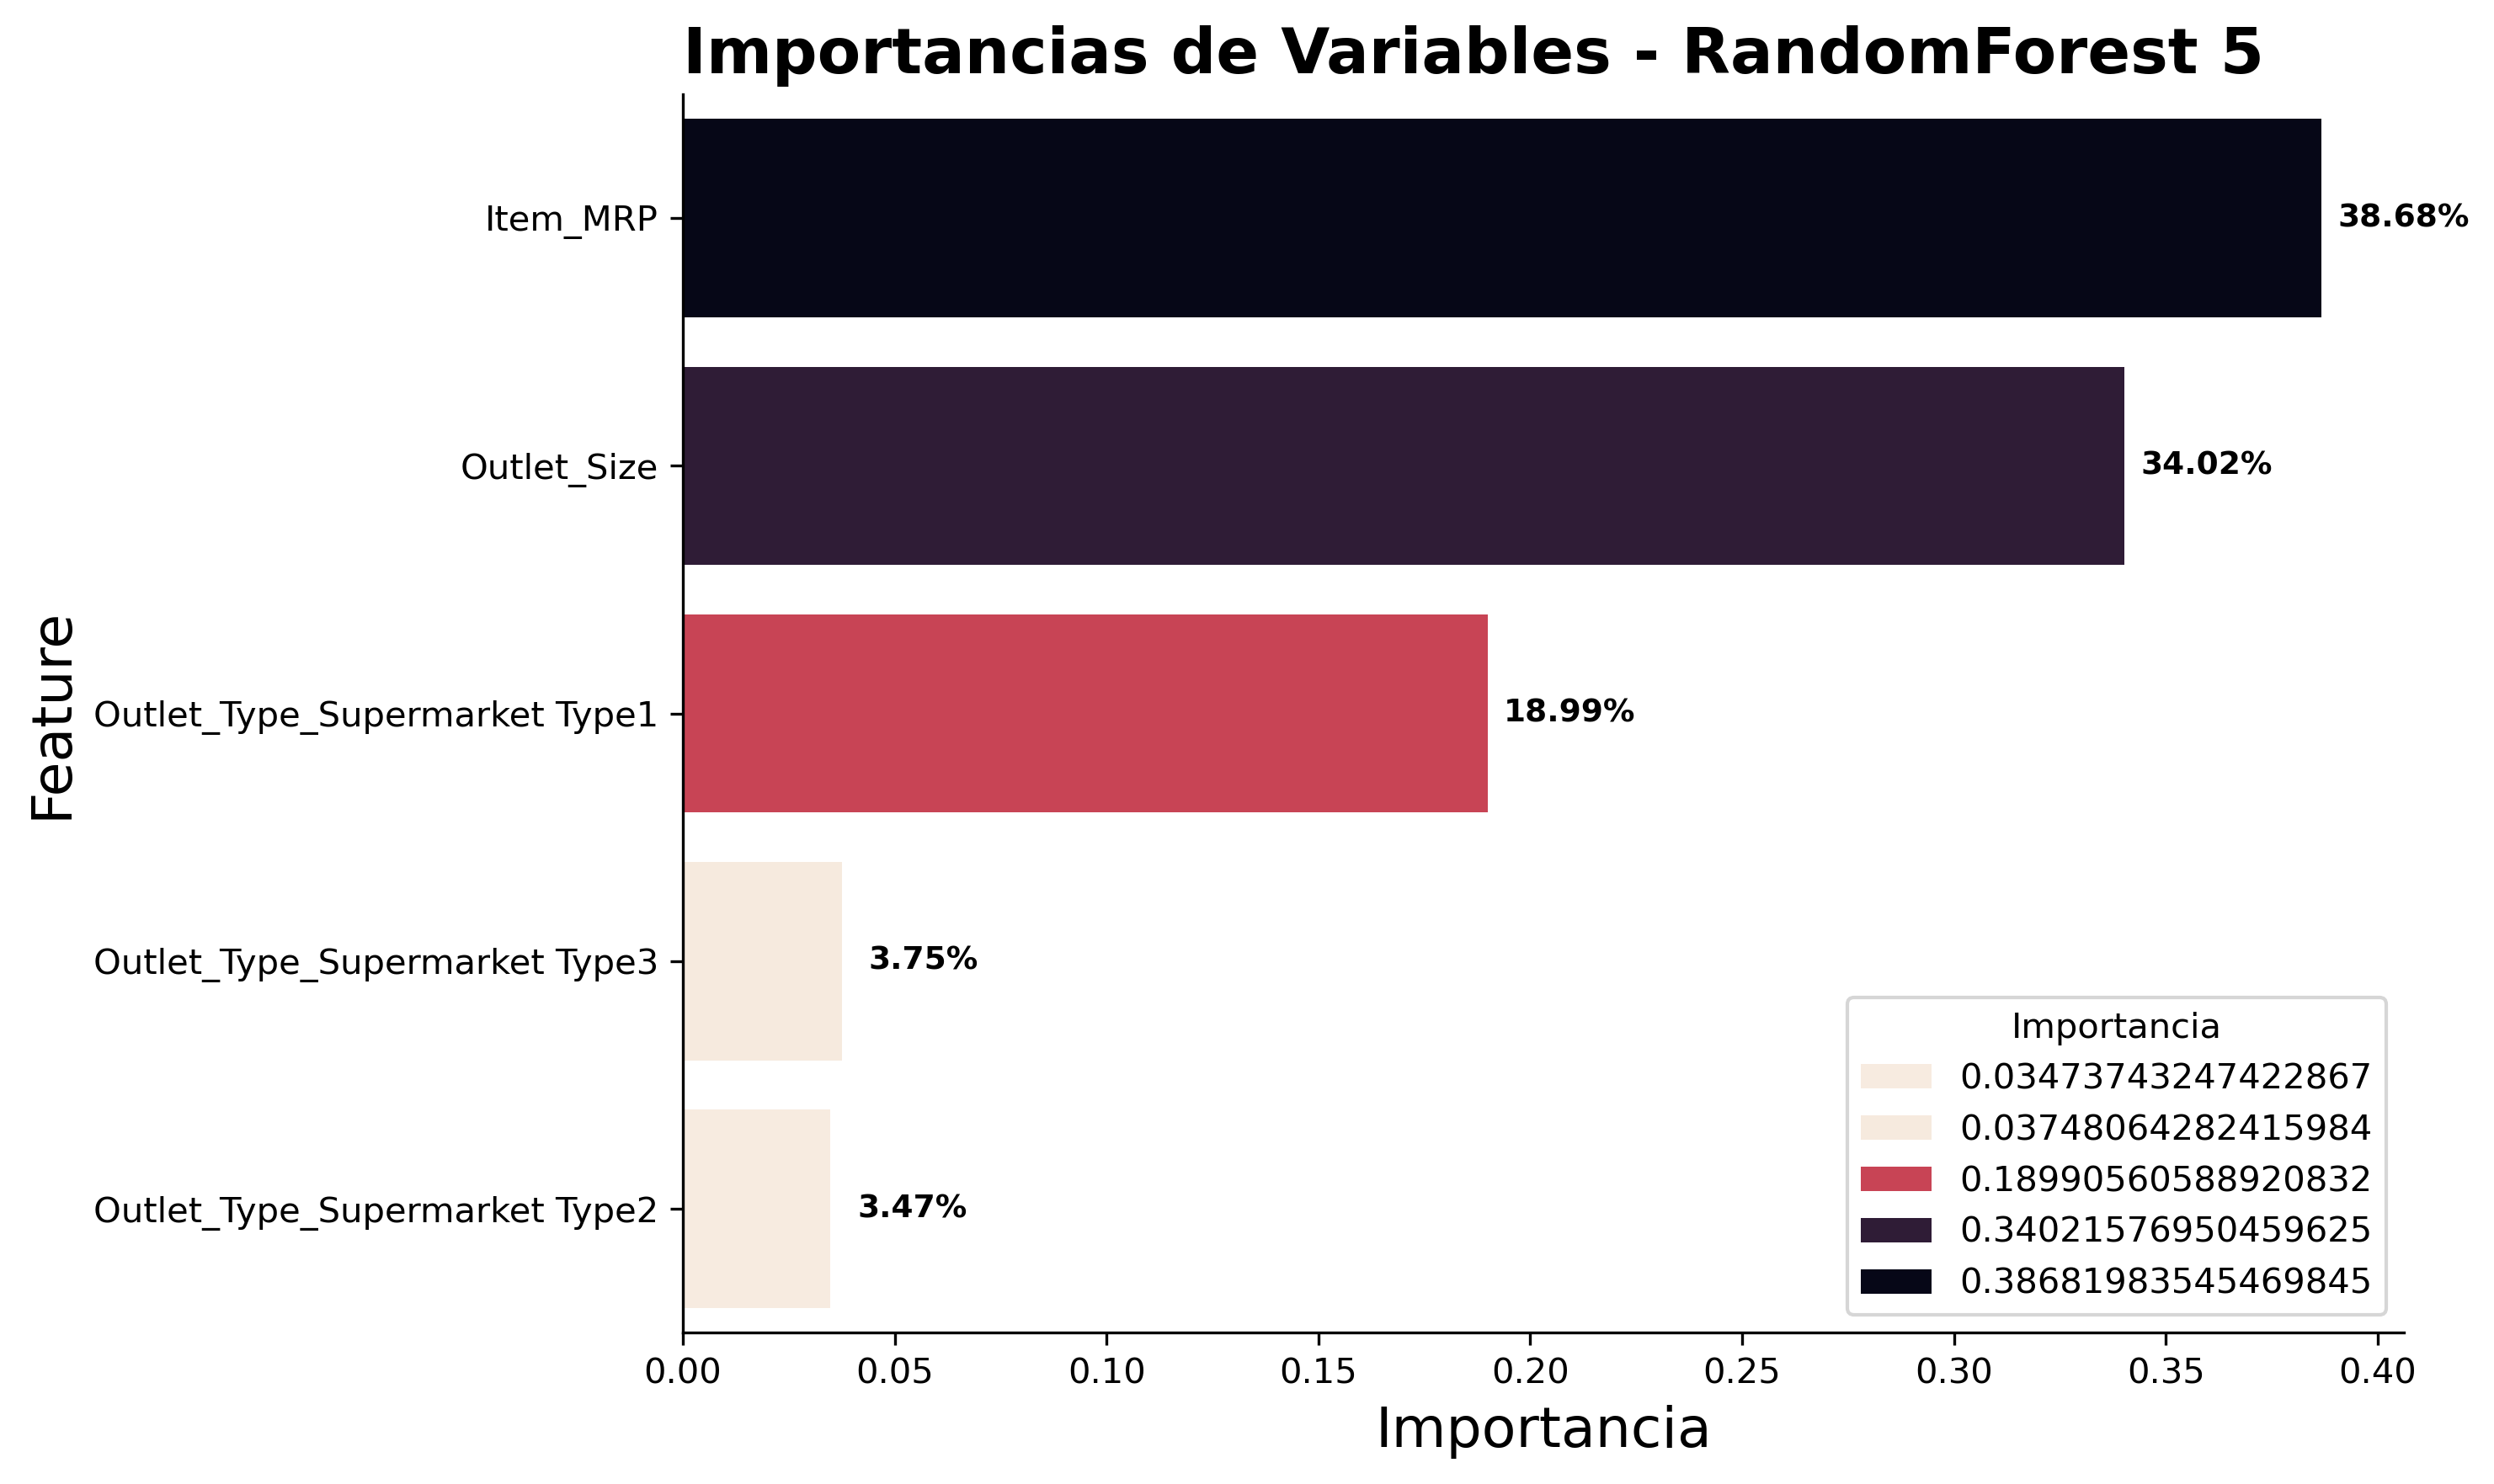 Importancias de Variables - RandomForest 5
Feature
Item_MRP
38.68%
Outlet_Size
34.02%
Outlet_Type_Supermarket Type1
18.99%
Outlet_Type_Supermarket Type3
3.75%
Outlet_Type_Supermarket Type2
3.47%
Importancia
0.034737432474 22867
0.03748064282415984
0.18990560588920832
0.34021576950459625
0.38681983545469845
0.00 0.05 0.10 0.15 0.20 0.25 0.30 0.35 0.40
Importancia